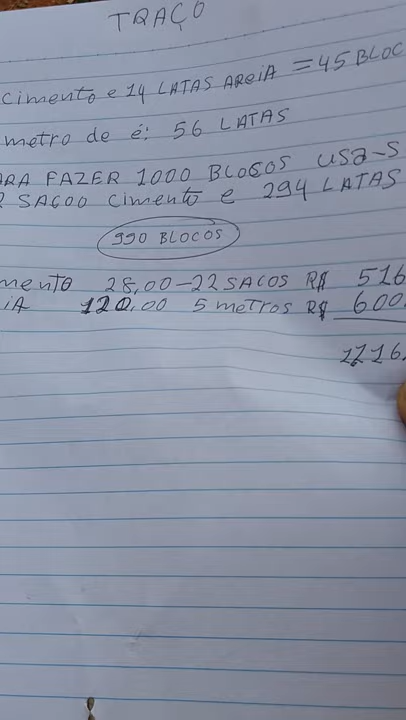 TRAÇO
cimento e 14 LATAS AREiA = 45 BLOC
metro de é: 56 LATAS
ARA FAZER 1000 BLOCOS USA-S
SACOO cimento e 294 LATAS
990 BLOCOS
mento 28,00-22 SACOS R$ 516
iA 120,00 5 metros R$ 600.
1116.